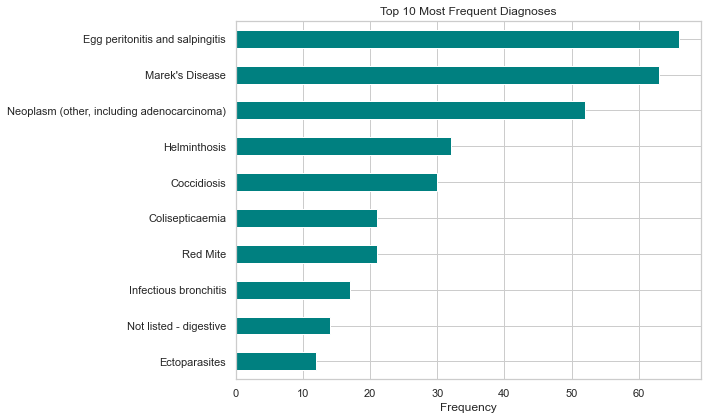 Top 10 Most Frequent Diagnoses
Egg peritonitis and salpingitis
Marek's Disease
Neoplasm (other, including adenocarcinoma)
Helminthosis
Coccidiosis
Colisepticaemia
Red Mite
Infectious bronchitis
Not listed - digestive
Ectoparasites
0 10 20 30 40 50 60
Frequency